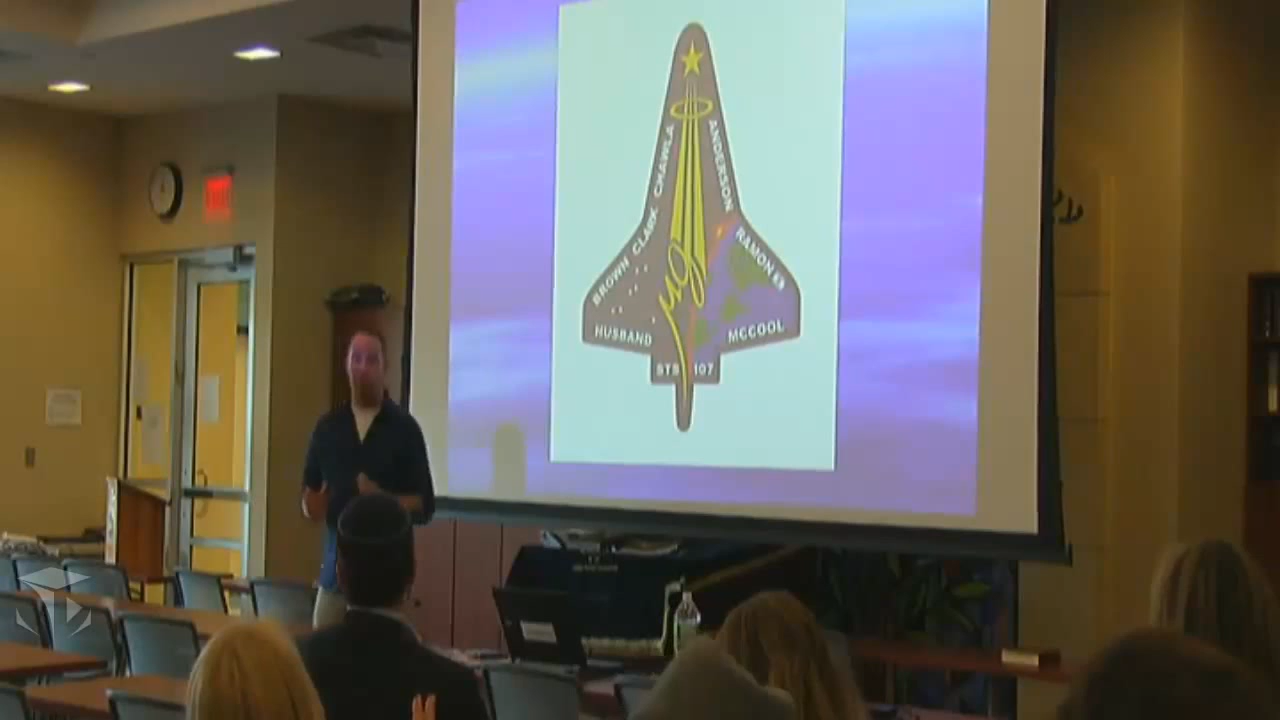 CHAWLA
ANDERSON
CLARK
RAMON
BROWN
HUSBAND
MCCOOL
STS 107